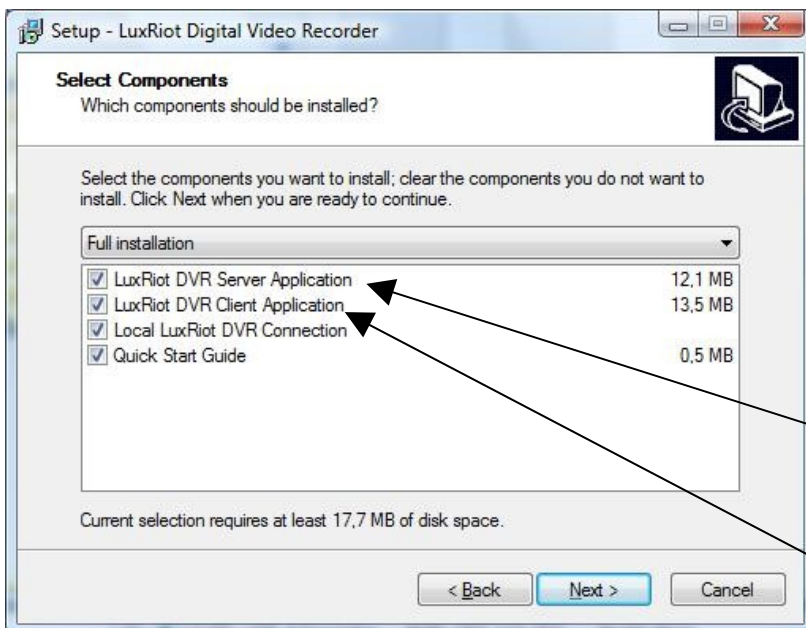 Setup - LuxRiot Digital Video Recorder
Select Components
Which components should be installed?
Select the components you want to install; clear the components you do not want to
install. Click Next when you are ready to continue.
Full installation
LuxRiot DVR Server Application 12,1 MB
LuxRiot DVR Client Application 13,5 MB
Local LuxRiot DVR Connection
Quick Start Guide 0,5 MB
Current selection requires at least 17,7 MB of disk space.
< Back Next > Cancel